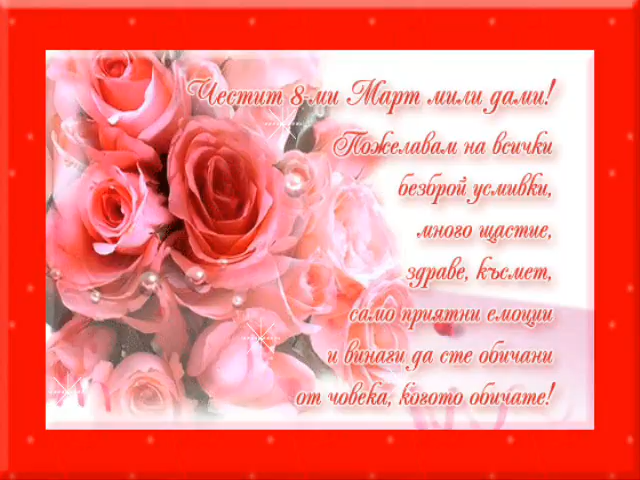 Честит 8-ми Март мили дами!
Пожелавам на всички
безброй усмивки,
много щастие,
здраве, късмет,
само приятни емоции
и винаги да сте обичани
от човека, когото обичате!